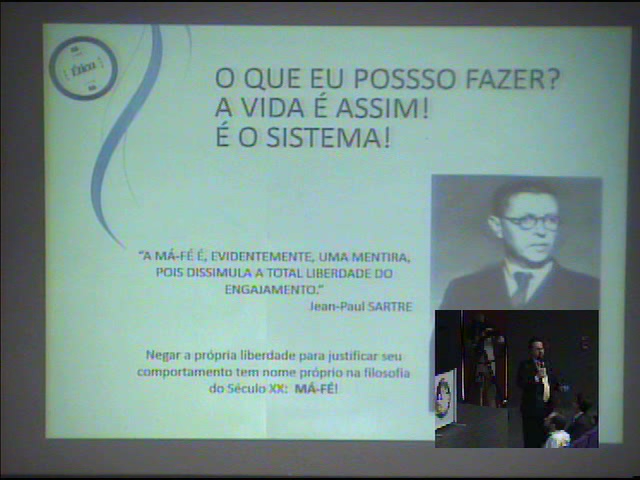 Ética
O QUE EU POSSSO FAZER?
A VIDA É ASSIM!
É O SISTEMA!
"A MÁ-FÉ É, EVIDENTEMENTE, UMA MENTIRA,
POIS DISSIMULA A TOTAL LIBERDADE DO
ENGAJAMENTO."
Jean-Paul SARTRE
Negar a própria liberdade para justificar seu
comportamento tem nome próprio na filosofia
do Século XX: MÁ-FÉ!